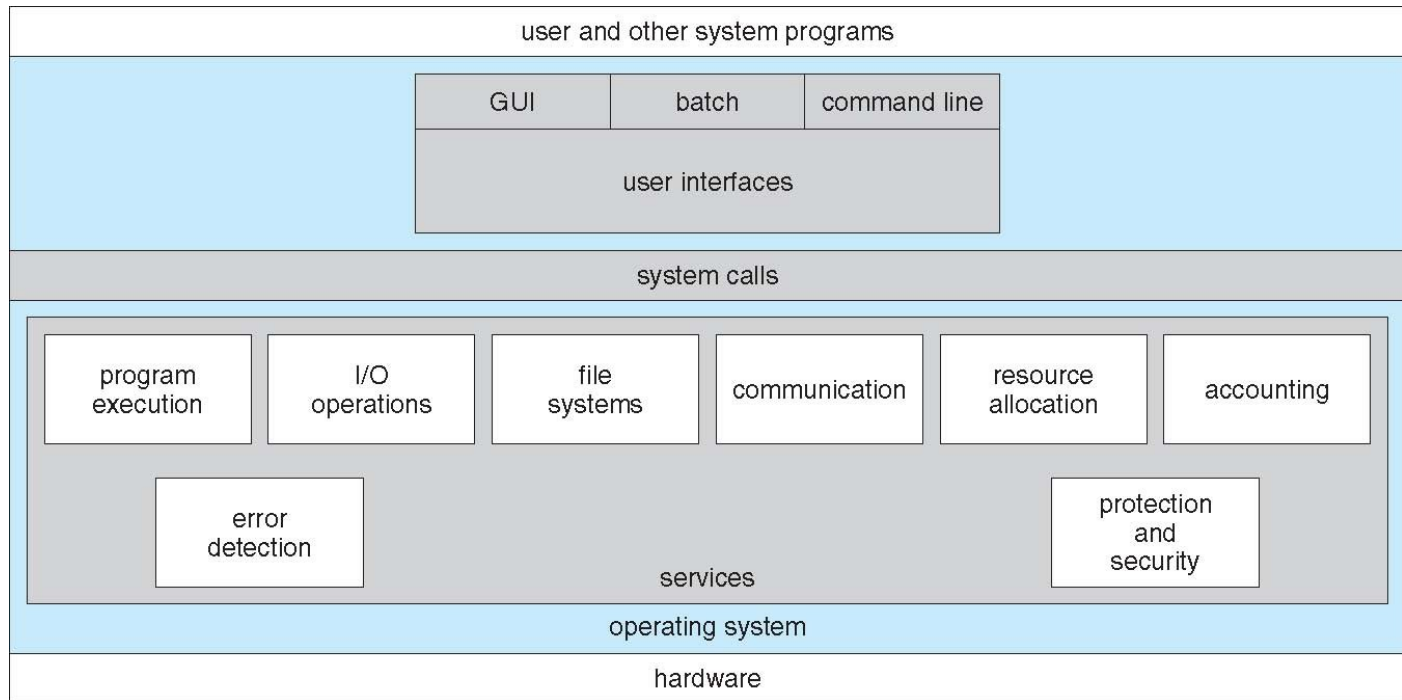 user and other system programs
GUI
batch
command line
user interfaces
system calls
program
execution
I/O
operations
file
systems
communication
resource
allocation
accounting
error
detection
protection
and
security
services
operating system
hardware